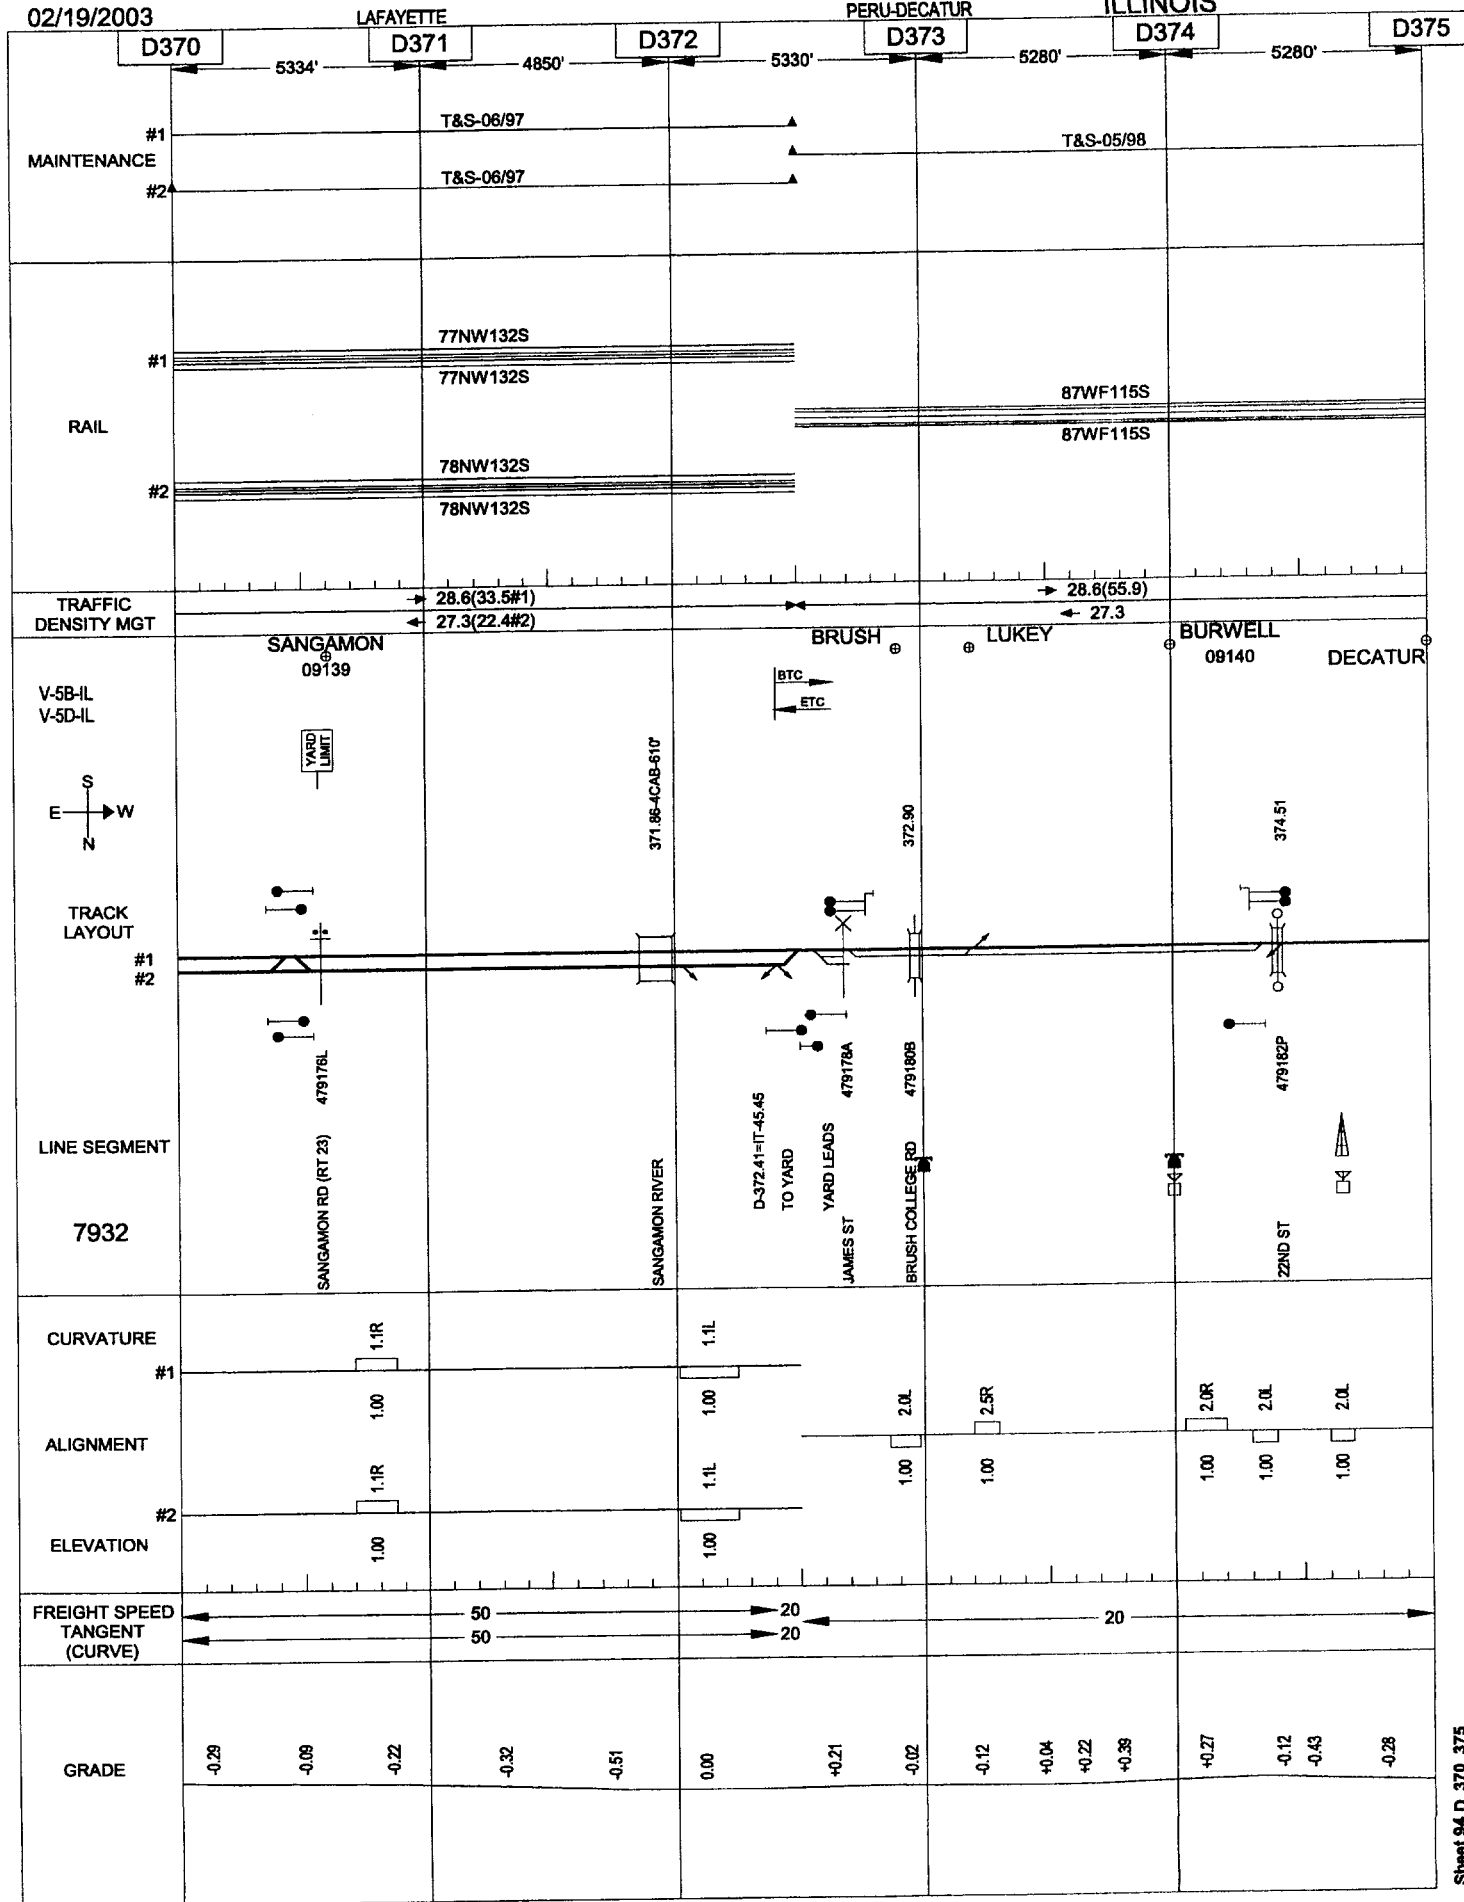 02/19/2003 LAFAYETTE PERU-DECATUR ILLINOIS
D370 D371 D372 D373 D374 D375
5334' 4850' 5330' 5280' 5280'
#1 T&S-06/97
MAINTENANCE T&S-05/98
#2 T&S-06/97
77NW132S
#1
77NW132S
87WF115S
RAIL
87WF115S
78NW132S
#2
78NW132S
TRAFFIC
DENSITY MGT
28.6(33.5#1) 28.6(55.9)
27.3(22.4#2) 27.3
SANGAMON BRUSH LUKEY BURWELL
09139 09140 DECATUR
BTC
ETC
V-5B-IL
V-5D-IL
YARD
LIMIT
371.86-4CAB-610'
372.90
374.51
S
E W
N
TRACK
LAYOUT
#1
#2
479176L
479178A
479180B
479182P
LINE SEGMENT
7932
SANGAMON RD (RT 23)
SANGAMON RIVER
D-372.41=IT-45.45
TO YARD
YARD LEADS
JAMES ST
BRUSH COLLEGE RD
22ND ST
CURVATURE
1.1R 1.1L
#1
1.00 1.00
2.0L 2.5R 2.0R 2.0L 2.0L
ALIGNMENT
1.00 1.00 1.00 1.00 1.00
1.1R 1.1L
#2
1.00 1.00
ELEVATION
FREIGHT SPEED
TANGENT
(CURVE)
50 20
50 20
20
GRADE
-0.29 -0.09 -0.22 -0.32 -0.51 0.00 +0.21 -0.02 -0.12 +0.04 +0.22 +0.39 +0.27 -0.12 -0.43 -0.28
Sheet 94 D_370_375